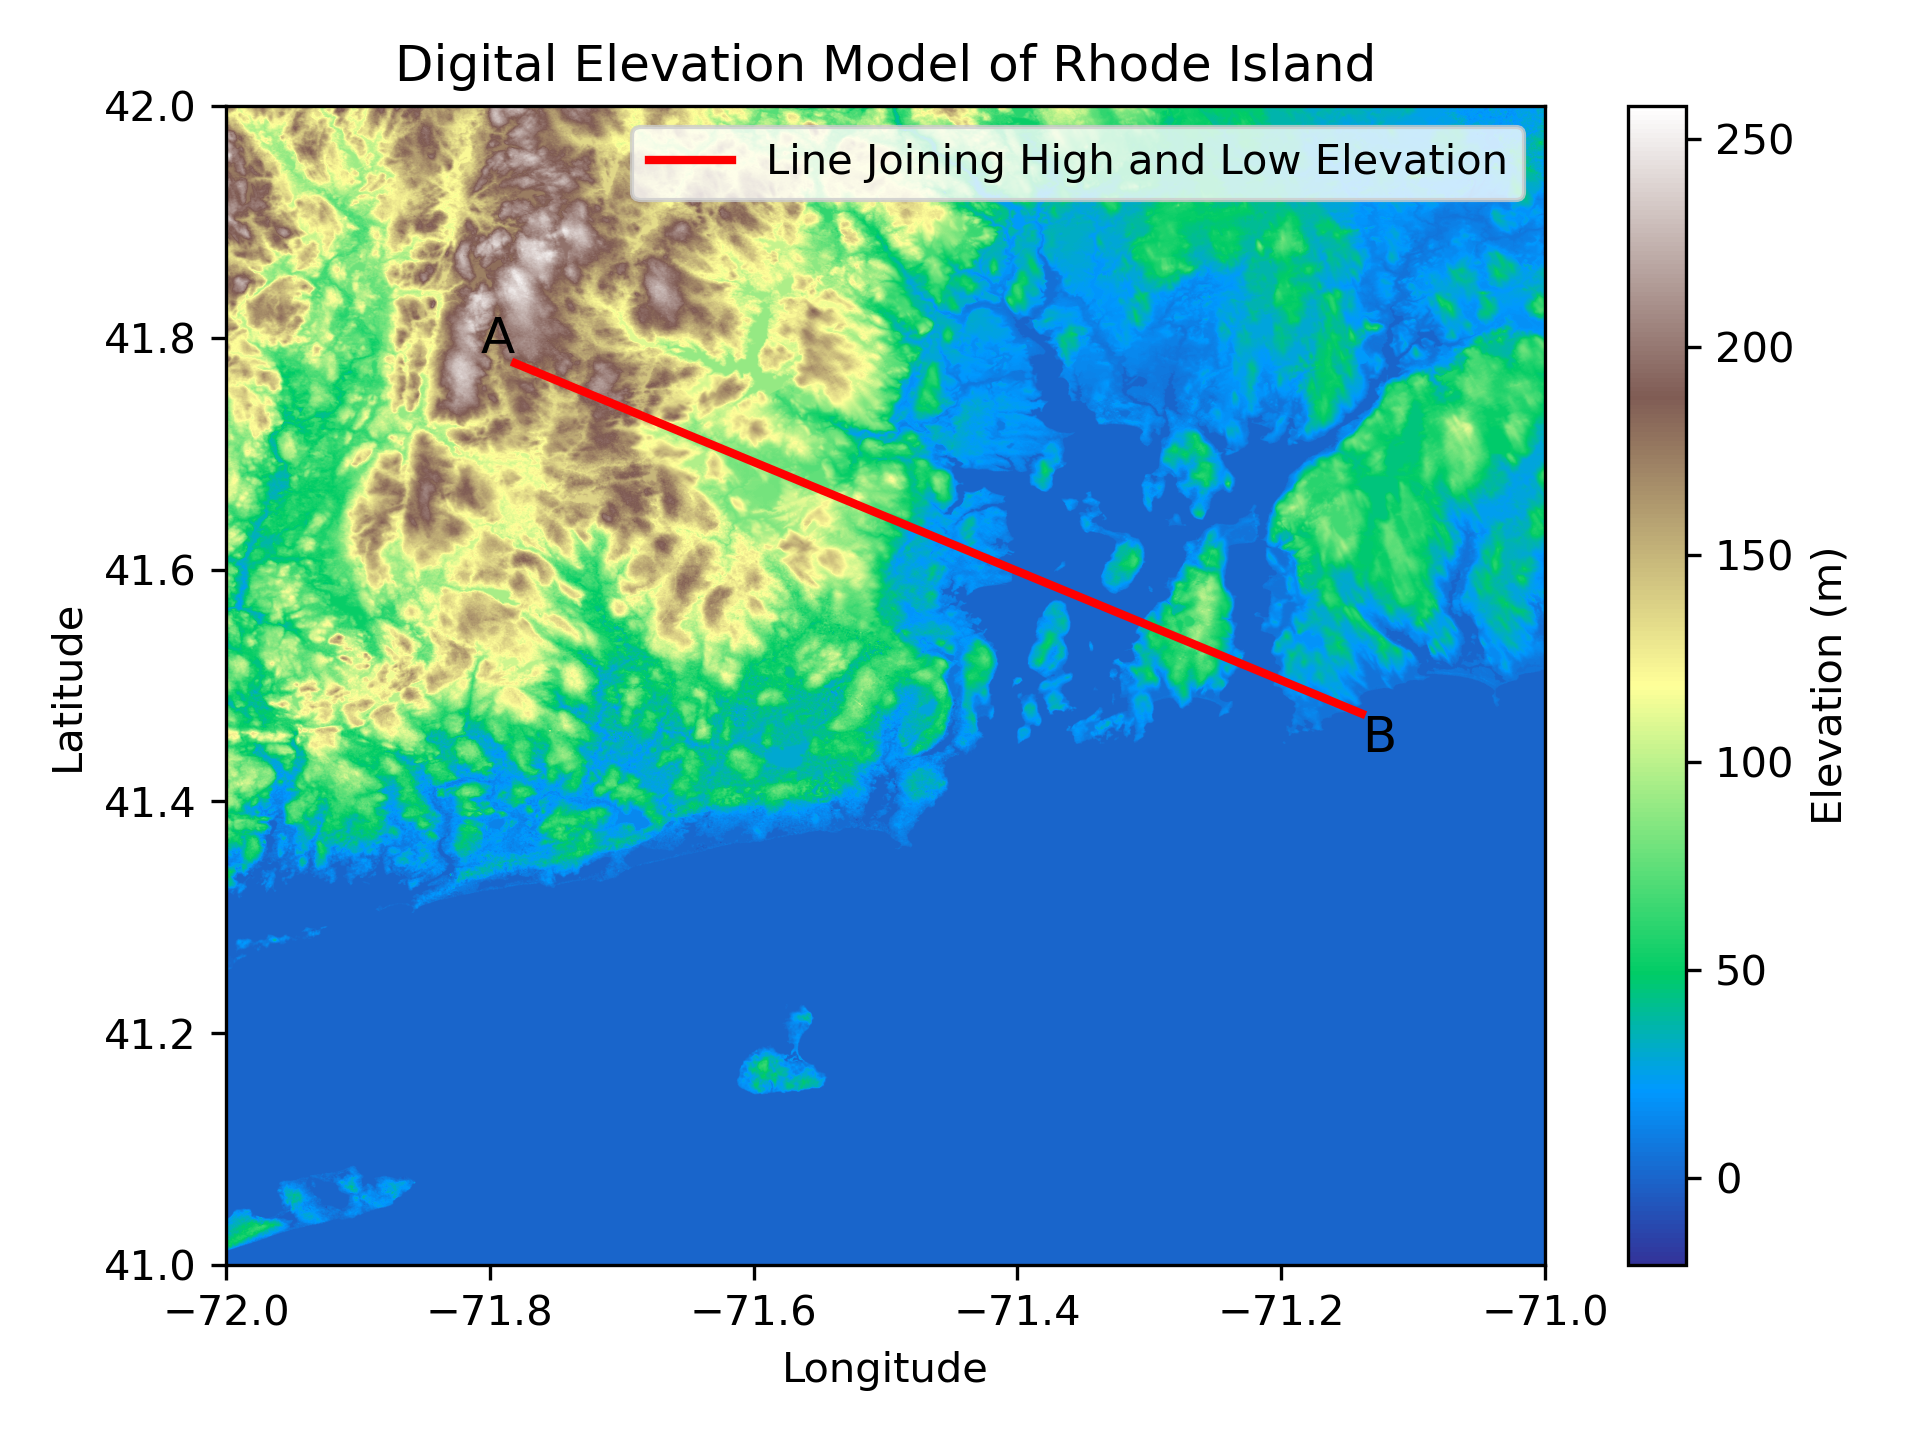 Digital Elevation Model of Rhode Island
Line Joining High and Low Elevation
42.0
41.8
41.6
41.4
41.2
41.0
Latitude
A
B
−72.0
−71.8
−71.6
−71.4
−71.2
−71.0
Longitude
250
200
150
100
50
0
Elevation (m)